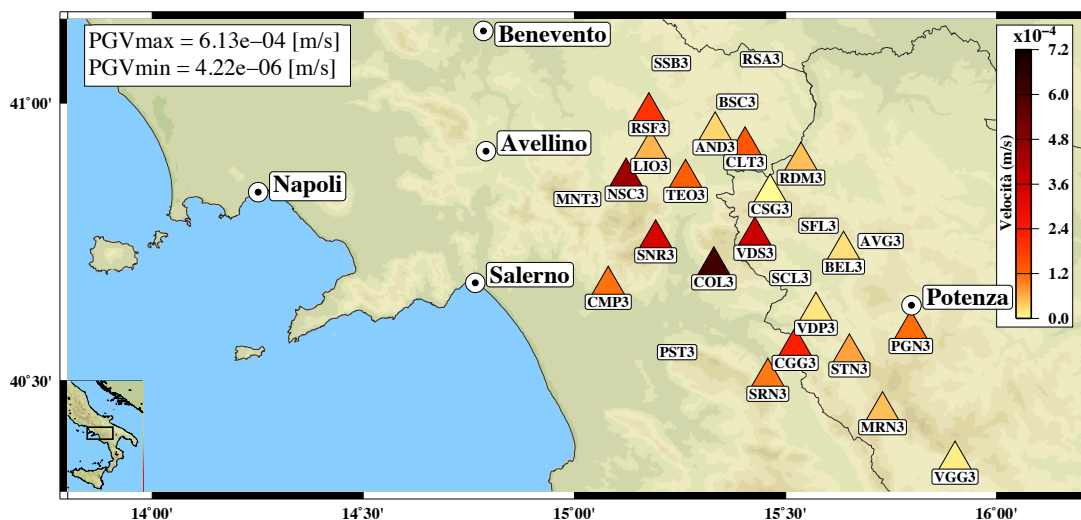 PGVmax = 6.13e−04 [m/s]
PGVmin = 4.22e−06 [m/s]
Benevento
Avellino
Napoli
Salerno
Potenza
SSB3
RSA3
BSC3
RSF3
AND3
CLT3
LIO3
RDM3
MNT3
NSC3
TEO3
CSG3
SFL3
SNR3
VDS3
AVG3
BEL3
COL3
SCL3
CMP3
VDP3
PGN3
PST3
CGG3
STN3
SRN3
MRN3
VGG3
x10⁻⁴
7.2
6.0
4.8
3.6
2.4
1.2
0.0
Velocità (m/s)
41˚00'
40˚30'
14˚00'
14˚30'
15˚00'
15˚30'
16˚00'